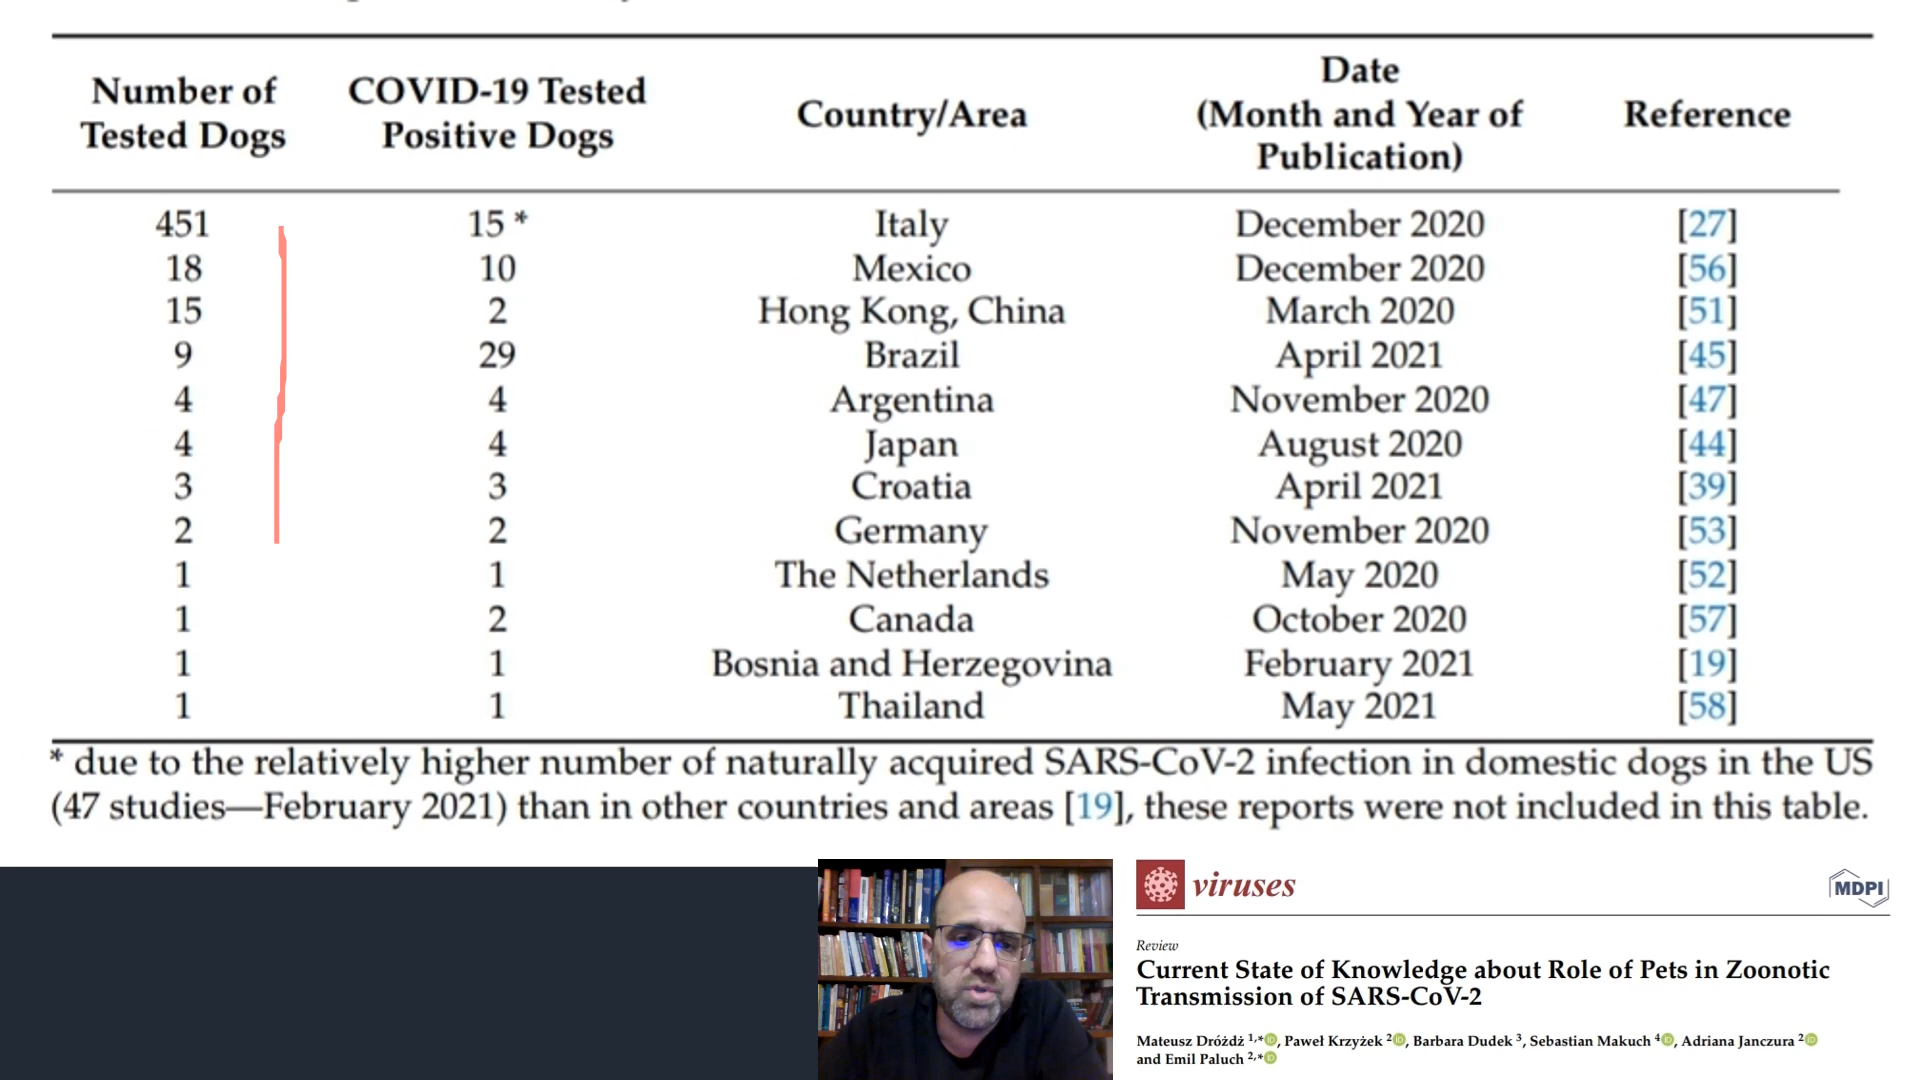 Number of Tested Dogs COVID-19 Tested Positive Dogs Country/Area Date (Month and Year of Publication) Reference
451 15 * Italy December 2020 [27]
18 10 Mexico December 2020 [56]
15 2 Hong Kong, China March 2020 [51]
9 29 Brazil April 2021 [45]
4 4 Argentina November 2020 [47]
4 4 Japan August 2020 [44]
3 3 Croatia April 2021 [39]
2 2 Germany November 2020 [53]
1 1 The Netherlands May 2020 [52]
1 2 Canada October 2020 [57]
1 1 Bosnia and Herzegovina February 2021 [19]
1 1 Thailand May 2021 [58]
* due to the relatively higher number of naturally acquired SARS-CoV-2 infection in domestic dogs in the US
(47 studies—February 2021) than in other countries and areas [19], these reports were not included in this table.
viruses
MDPI
Review
Current State of Knowledge about Role of Pets in Zoonotic
Transmission of SARS-CoV-2
Mateusz Dróżdż 1,*, Paweł Krzyżek 2, Barbara Dudek 3, Sebastian Makuch 4, Adriana Janczura 2
and Emil Paluch 2,*